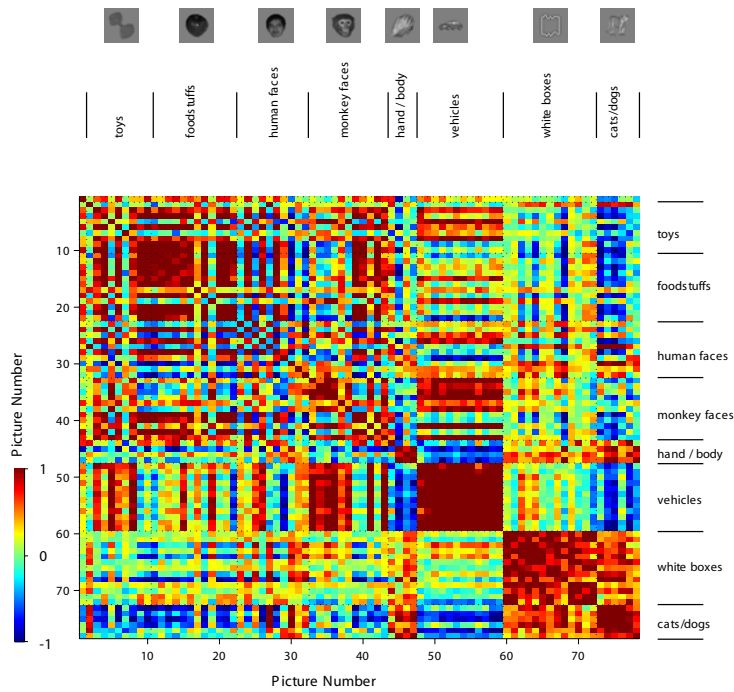 toys
foodstuffs
human faces
monkey faces
hand / body
vehicles
white boxes
cats/dogs
10
20
30
40
50
60
70
Picture Number
1
0
-1
toys
foodstuffs
human faces
monkey faces
hand / body
vehicles
white boxes
cats/dogs
10
20
30
40
50
60
70
Picture Number